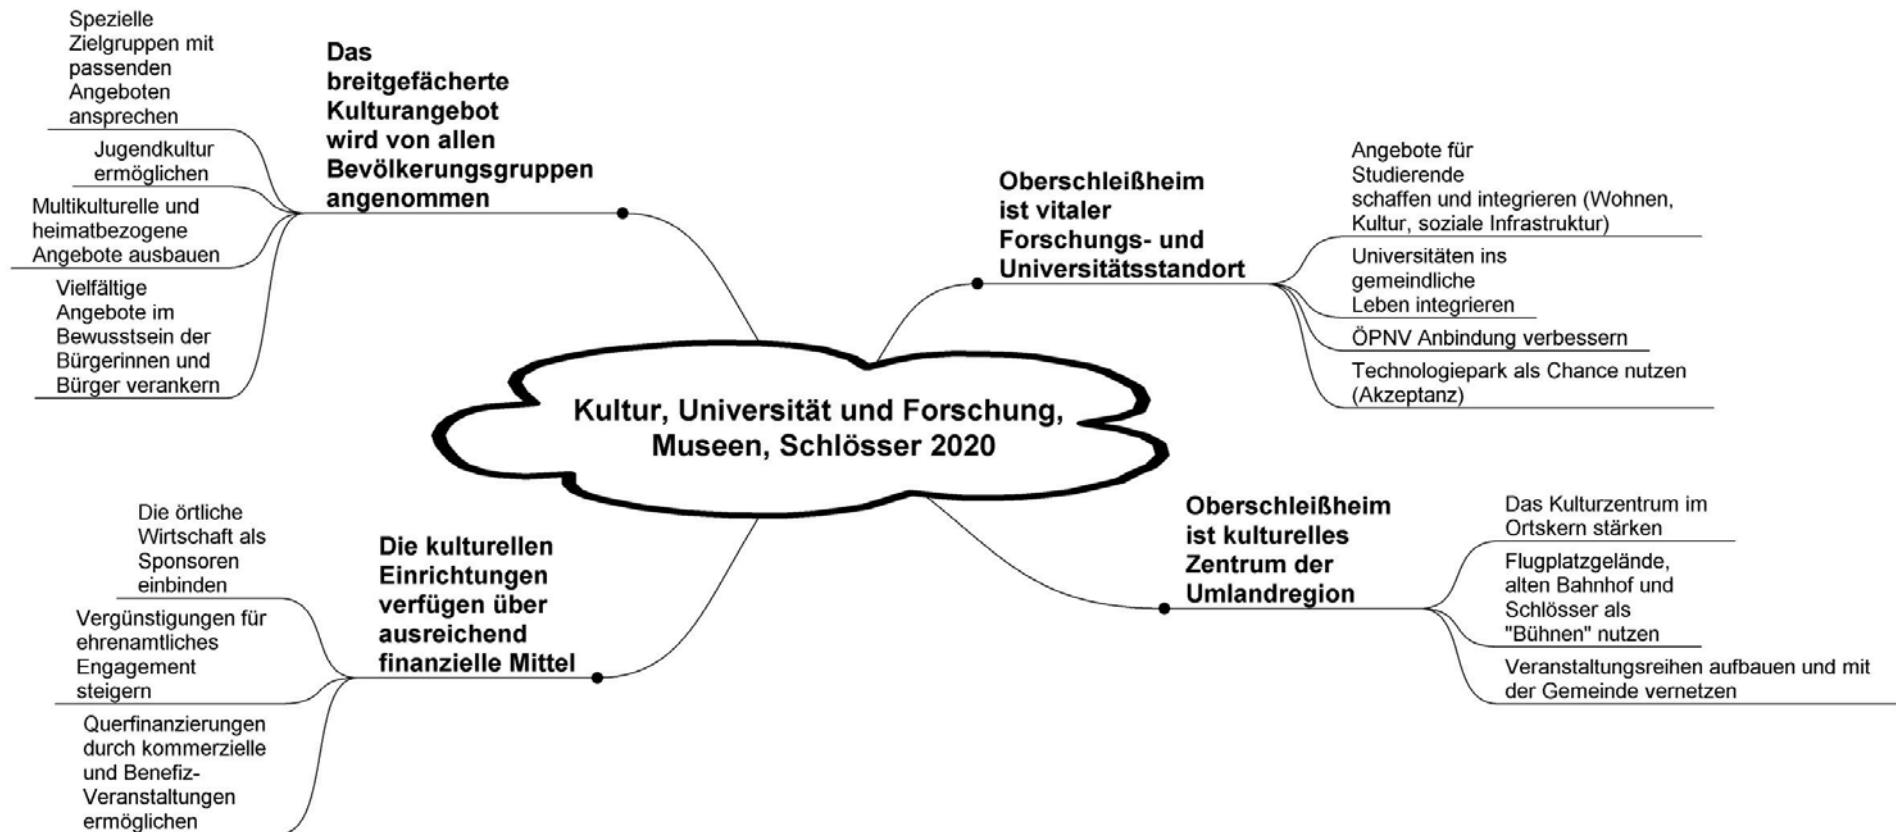 Spezielle
Zielgruppen mit
passenden
Angeboten
ansprechen
Jugendkultur
ermöglichen
Multikulturelle und
heimatbezogene
Angebote ausbauen
Vielfältige
Angebote im
Bewusstsein der
Bürgerinnen und
Bürger verankern
Das
breitgefächerte
Kulturangebot
wird von allen
Bevölkerungsgruppen
angenommen
Oberschleißheim
ist vitaler
Forschungs- und
Universitätsstandort
Angebote für
Studierende
schaffen und integrieren (Wohnen,
Kultur, soziale Infrastruktur)
Universitäten ins
gemeindliche
Leben integrieren
ÖPNV Anbindung verbessern
Technologiepark als Chance nutzen
(Akzeptanz)
Kultur, Universität und Forschung,
Museen, Schlösser 2020
Die örtliche
Wirtschaft als
Sponsoren
einbinden
Vergünstigungen für
ehrenamtliches
Engagement
steigern
Querfinanzierungen
durch kommerzielle
und Benefiz-
Veranstaltungen
ermöglichen
Die kulturellen
Einrichtungen
verfügen über
ausreichend
finanzielle Mittel
Oberschleißheim
ist kulturelles
Zentrum der
Umlandregion
Das Kulturzentrum im
Ortskern stärken
Flugplatzgelände,
alten Bahnhof und
Schlösser als
"Bühnen" nutzen
Veranstaltungsreihen aufbauen und mit
der Gemeinde vernetzen